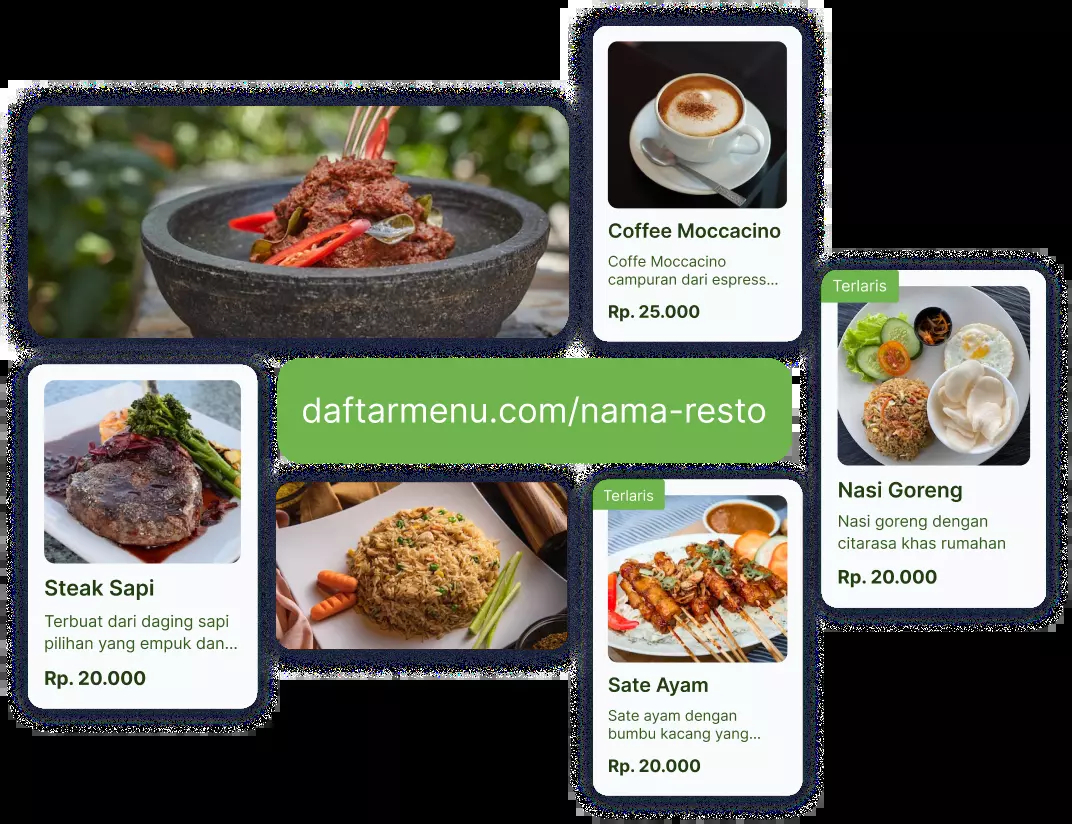 Coffee Moccacino
Coffe Moccacino
campuran dari espress...
Rp. 25.000
Terlaris
Nasi Goreng
Nasi goreng dengan
citarasa khas rumahan
Rp. 20.000
daftarmenu.com/nama-resto
Steak Sapi
Terbuat dari daging sapi
pilihan yang empuk dan...
Rp. 20.000
Terlaris
Sate Ayam
Sate ayam dengan
bumbu kacang yang...
Rp. 20.000